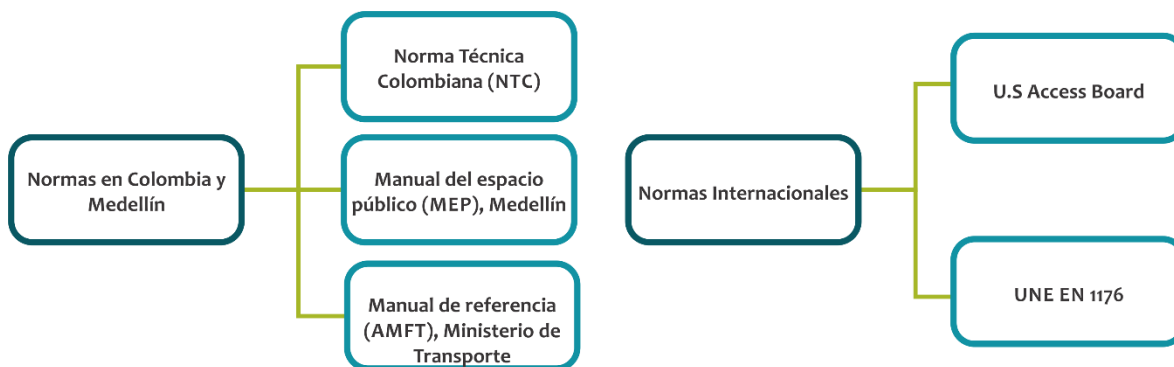 Normas en Colombia y
Medellín
Norma Técnica
Colombiana (NTC)
Manual del espacio
público (MEP), Medellín
Manual de referencia
(AMFT), Ministerio de
Transporte
Normas Internacionales
U.S Access Board
UNE EN 1176